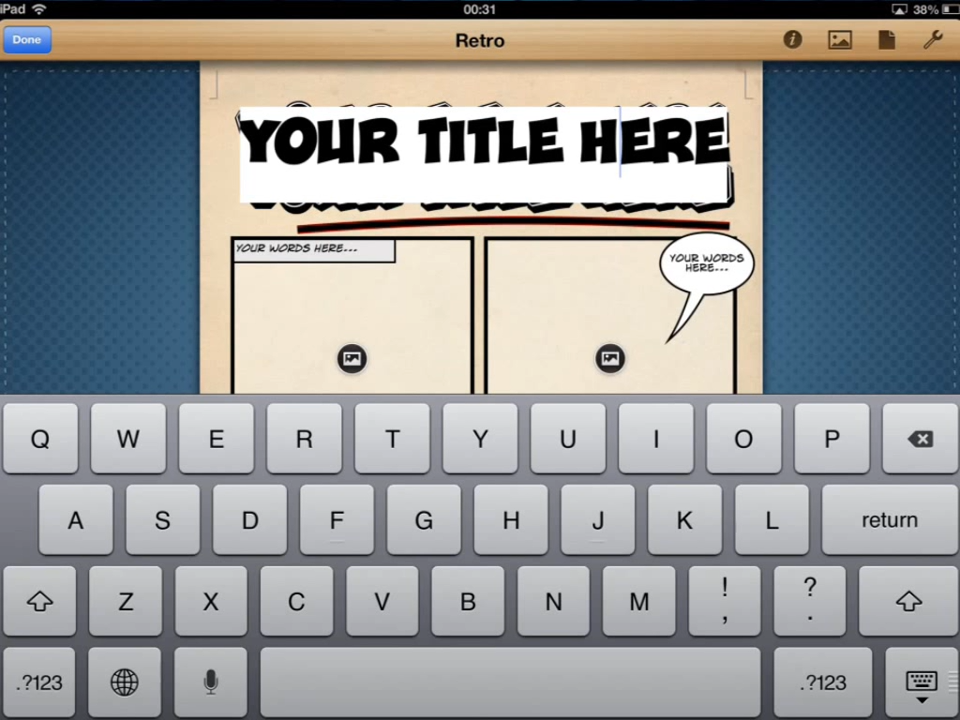 iPad 00:31 38%
Done Retro
YOUR TITLE HERE
YOUR WORDS HERE...
YOUR WORDS
HERE...
Q W E R T Y U I O P
A S D F G H J K L return
Z X C V B N M ! , ? .
.?123 .?123